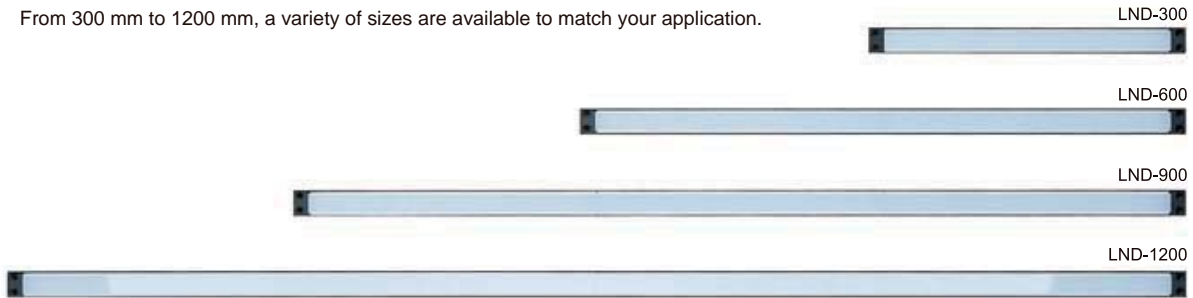 From 300 mm to 1200 mm, a variety of sizes are available to match your application.
LND-300
LND-600
LND-900
LND-1200